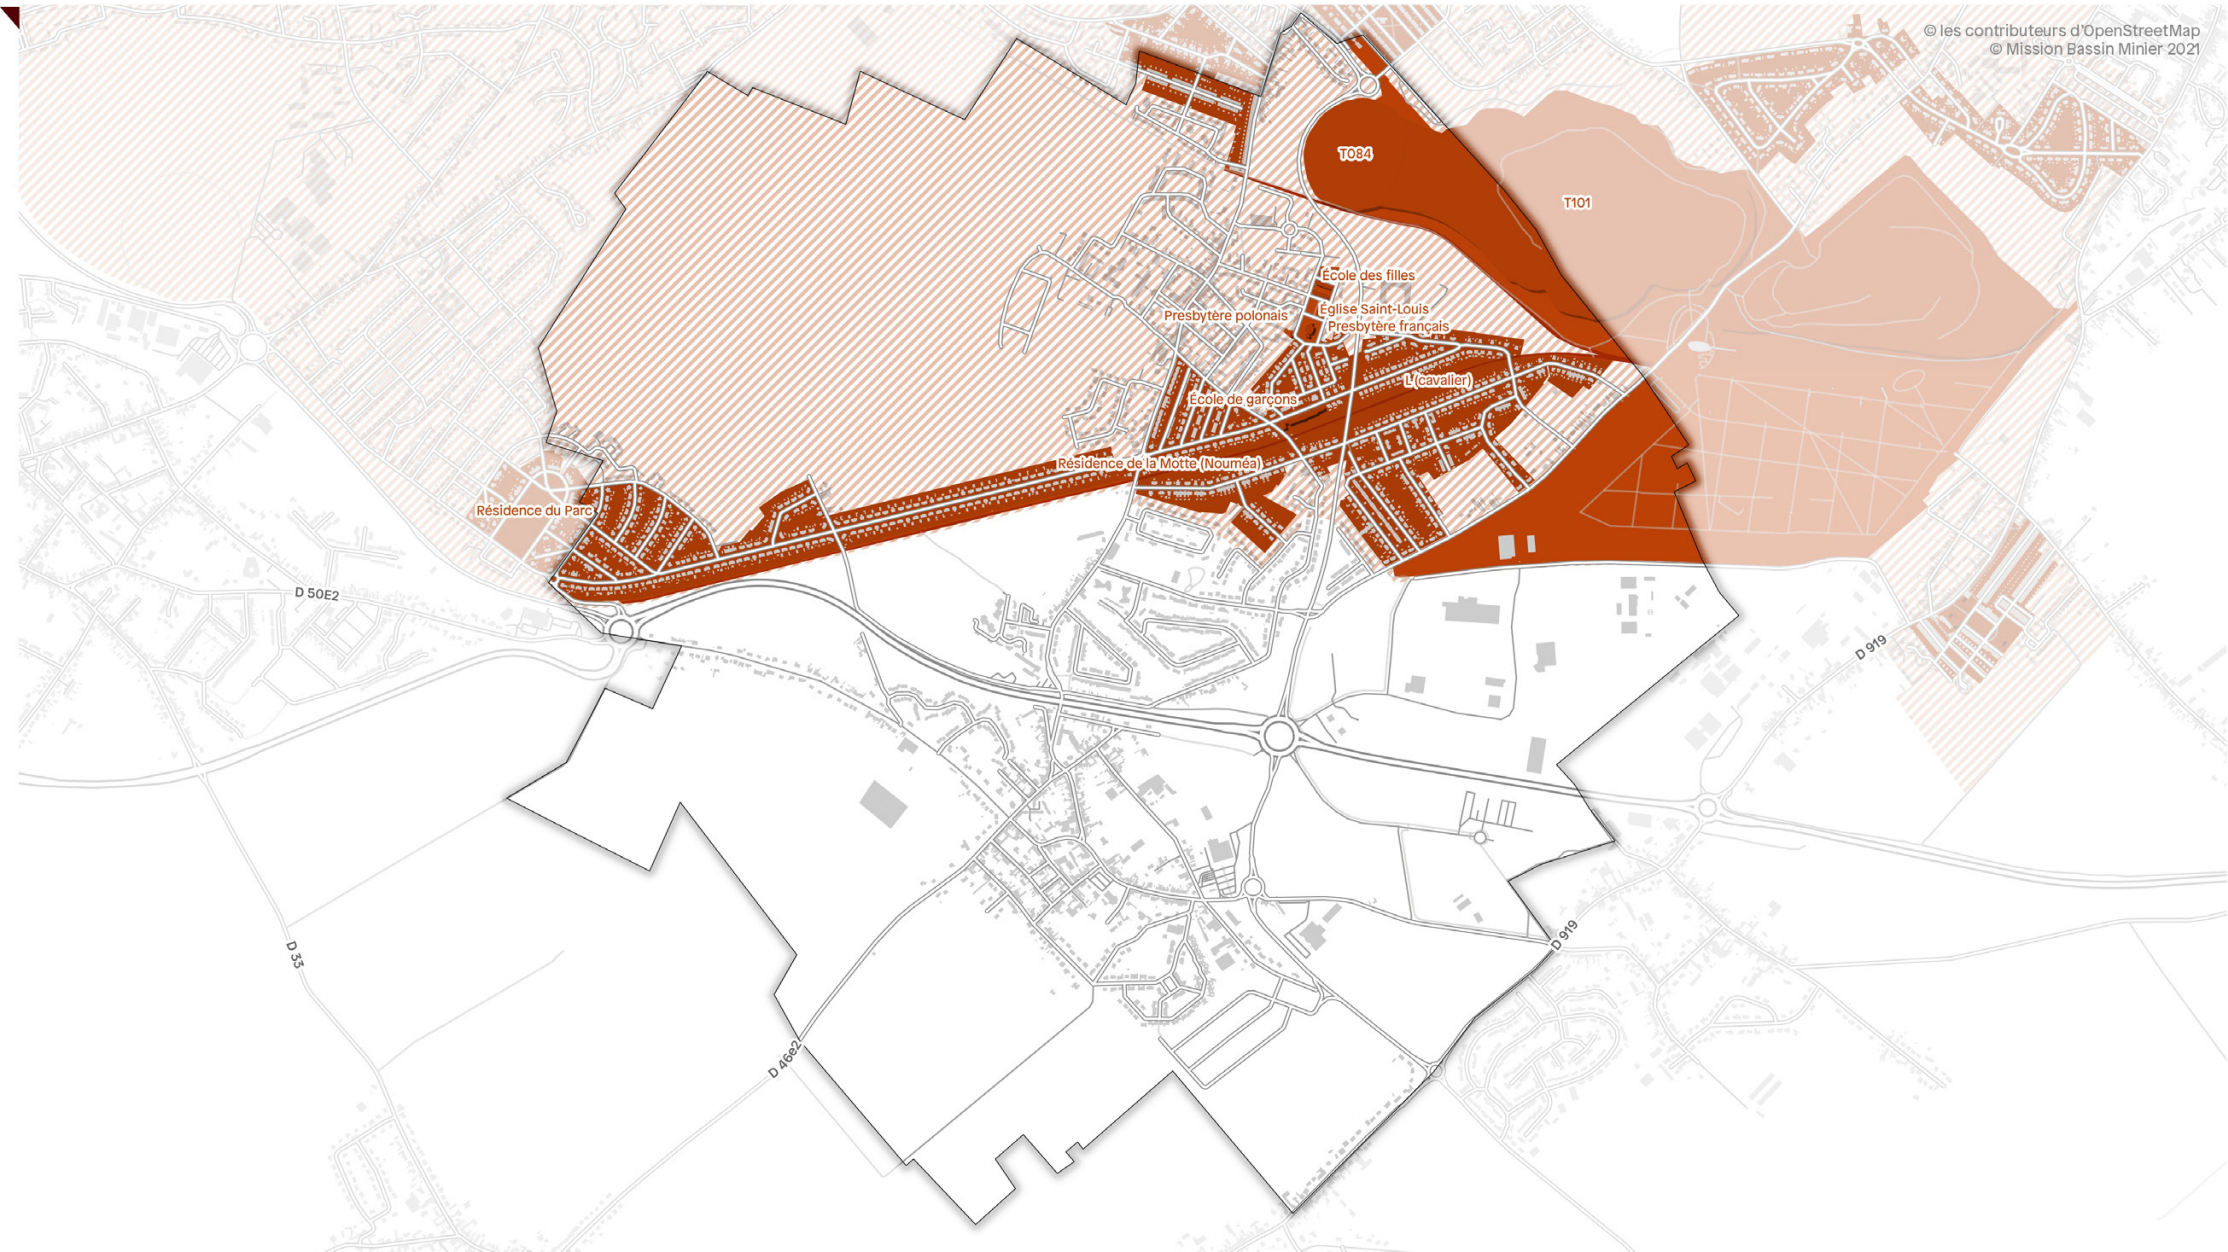 © les contributeurs d'OpenStreetMap
© Mission Bassin Minier 2021
T084
T101
École des filles
Église Saint-Louis
Presbytère polonais
Presbytère français
L (cavalier)
École de garçons
Résidence de la Motte (Nouméa)
Résidence du Parc
D 50E2
D 919
D 919
D 33
D 46e2